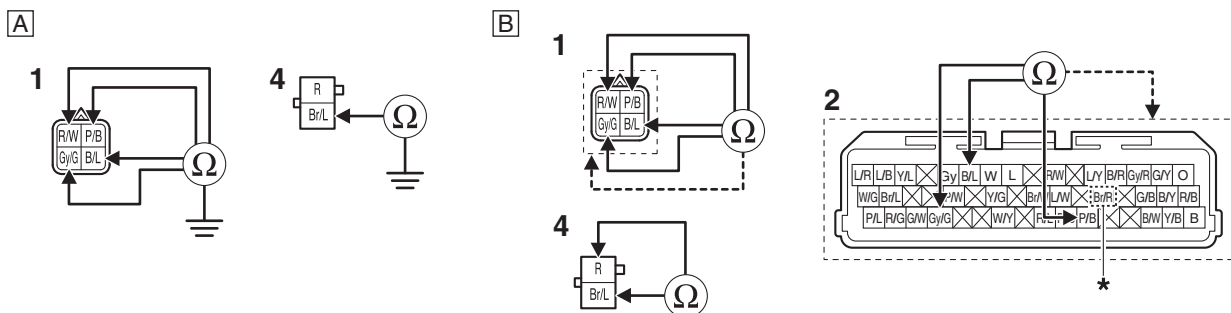 A
1
R/W P/B
Gy/G B/L
Ω
4
R
Br/L
Ω
B
1
R/W P/B
Gy/G B/L
Ω
4
R
Br/L
Ω
2
Ω
L/R L/B Y/L Gy B/L W L R/W L/Y B/R Gy/R G/Y O
W/G Br/L P/W Y/G Br/W L/W Br/R G/B B/Y R/B
P/L R/G G/W Gy/G W/Y R/L P/B B/W Y/B B
*